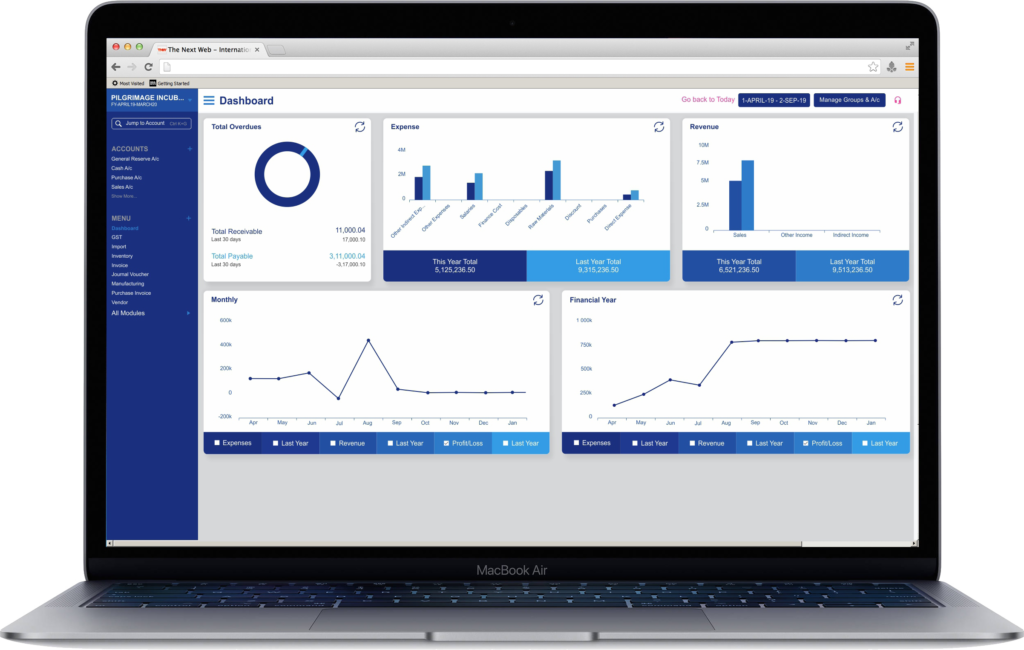 The Next Web – Internatio
Most Visited
Getting Started
PILGRIMAGE INCUB...
FY-APRIL19-MARCH20
Jump to Account
ACCOUNTS +
General Reserve A/c
Cash A/c
Purchase A/c
Sales A/c
Show More..
MENU +
Dashboard
GST
Import
Inventory
Invoice
Journal Voucher
Manufacturing
Purchase Invoice
Vendor
All Modules
Dashboard
Go back to Today
1-APRIL-19 - 2-SEP-19
Manage Groups & A/c
Total Overdues
Total Receivable 11,000.04
Last 30 days 17,000.10
Total Payable 3,11,000.04
Last 30 days -3,17,000.10
Expense
4M
2M
0
Other Indirect Exp...
Other Expenses
Salaries
Finance Cost
Disposables
Raw Materials
Discount
Purchases
Direct Expense
This Year Total
5,125,236.50
Last Year Total
9,315,236.50
Revenue
10M
7.5M
5M
2.5M
0
Sales Other Income Indirect Income
This Year Total
6,521,236.50
Last Year Total
9,513,236.50
Monthly
600k
400k
200k
0
-200k
Apr May Jun Jul Aug Sep Oct Nov Dec Jan
Expenses Last Year Revenue Last Year Profit/Loss Last Year
Financial Year
1 000k
750k
500k
250k
0
Apr May Jun Jul Aug Sep Oct Nov Dec Jan
Expenses Last Year Revenue Last Year Profit/Loss Last Year
MacBook Air